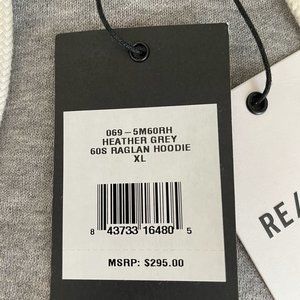 069-5M60RH
HEATHER GREY
60S RAGLAN HOODIE
XL
8 43733 16480 5
MSRP: $295.00
RE/